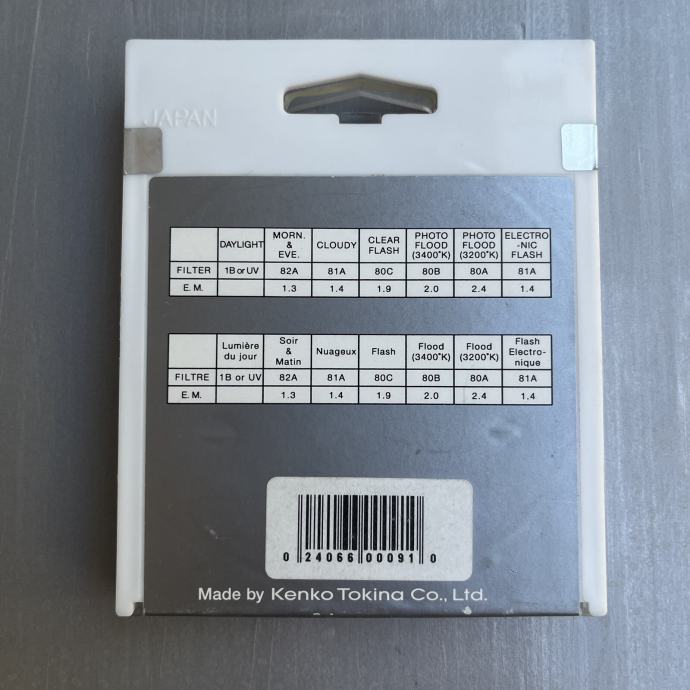 JAPAN
DAYLIGHT MORN. & EVE. CLOUDY CLEAR FLASH PHOTO FLOOD (3400°K) PHOTO FLOOD (3200°K) ELECTRO-NIC FLASH
FILTER 1B or UV 82A 81A 80C 80B 80A 81A
E.M. 1.3 1.4 1.9 2.0 2.4 1.4
Lumière du jour Soir & Matin Nuageux Flash Flood (3400°K) Flood (3200°K) Flash Electro-nique
FILTRE 1B or UV 82A 81A 80C 80B 80A 81A
E.M. 1.3 1.4 1.9 2.0 2.4 1.4
0 24066 00091 0
Made by Kenko Tokina Co., Ltd.